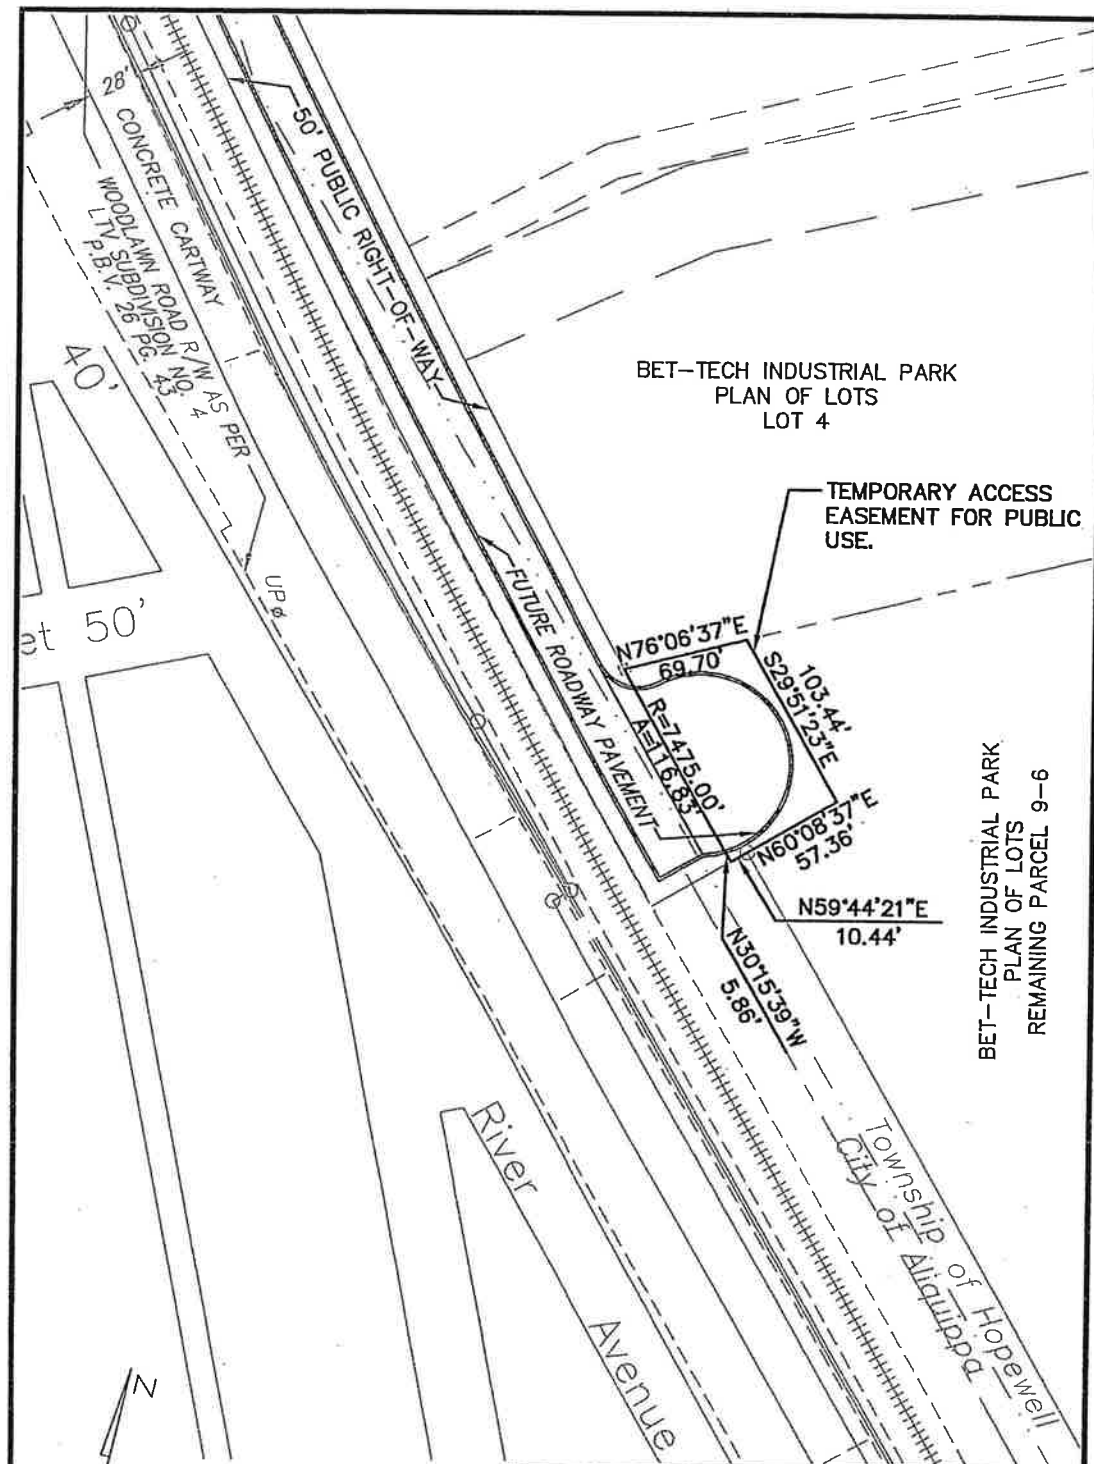 28'
CONCRETE CARTWAY
WOODLAWN ROAD R/W AS PER
LTV SUBDIVISION NO. 4
P.B.V. 26 PG. 43
40'
50' PUBLIC RIGHT-OF-WAY
BET-TECH INDUSTRIAL PARK
PLAN OF LOTS
LOT 4
TEMPORARY ACCESS
EASEMENT FOR PUBLIC
USE.
UP
et 50'
FUTURE ROADWAY PAVEMENT
N76°06'37"E
69.70'
103.44'
S29°51'23"E
R=7475.00'
A=116.83'
N60°08'37"E
57.36'
N59°44'21"E
10.44'
N30°15'39"W
5.86'
BET-TECH INDUSTRIAL PARK
PLAN OF LOTS
REMAINING PARCEL 9-6
Township of Hopewell
City of Aliquippa
River Avenue
N